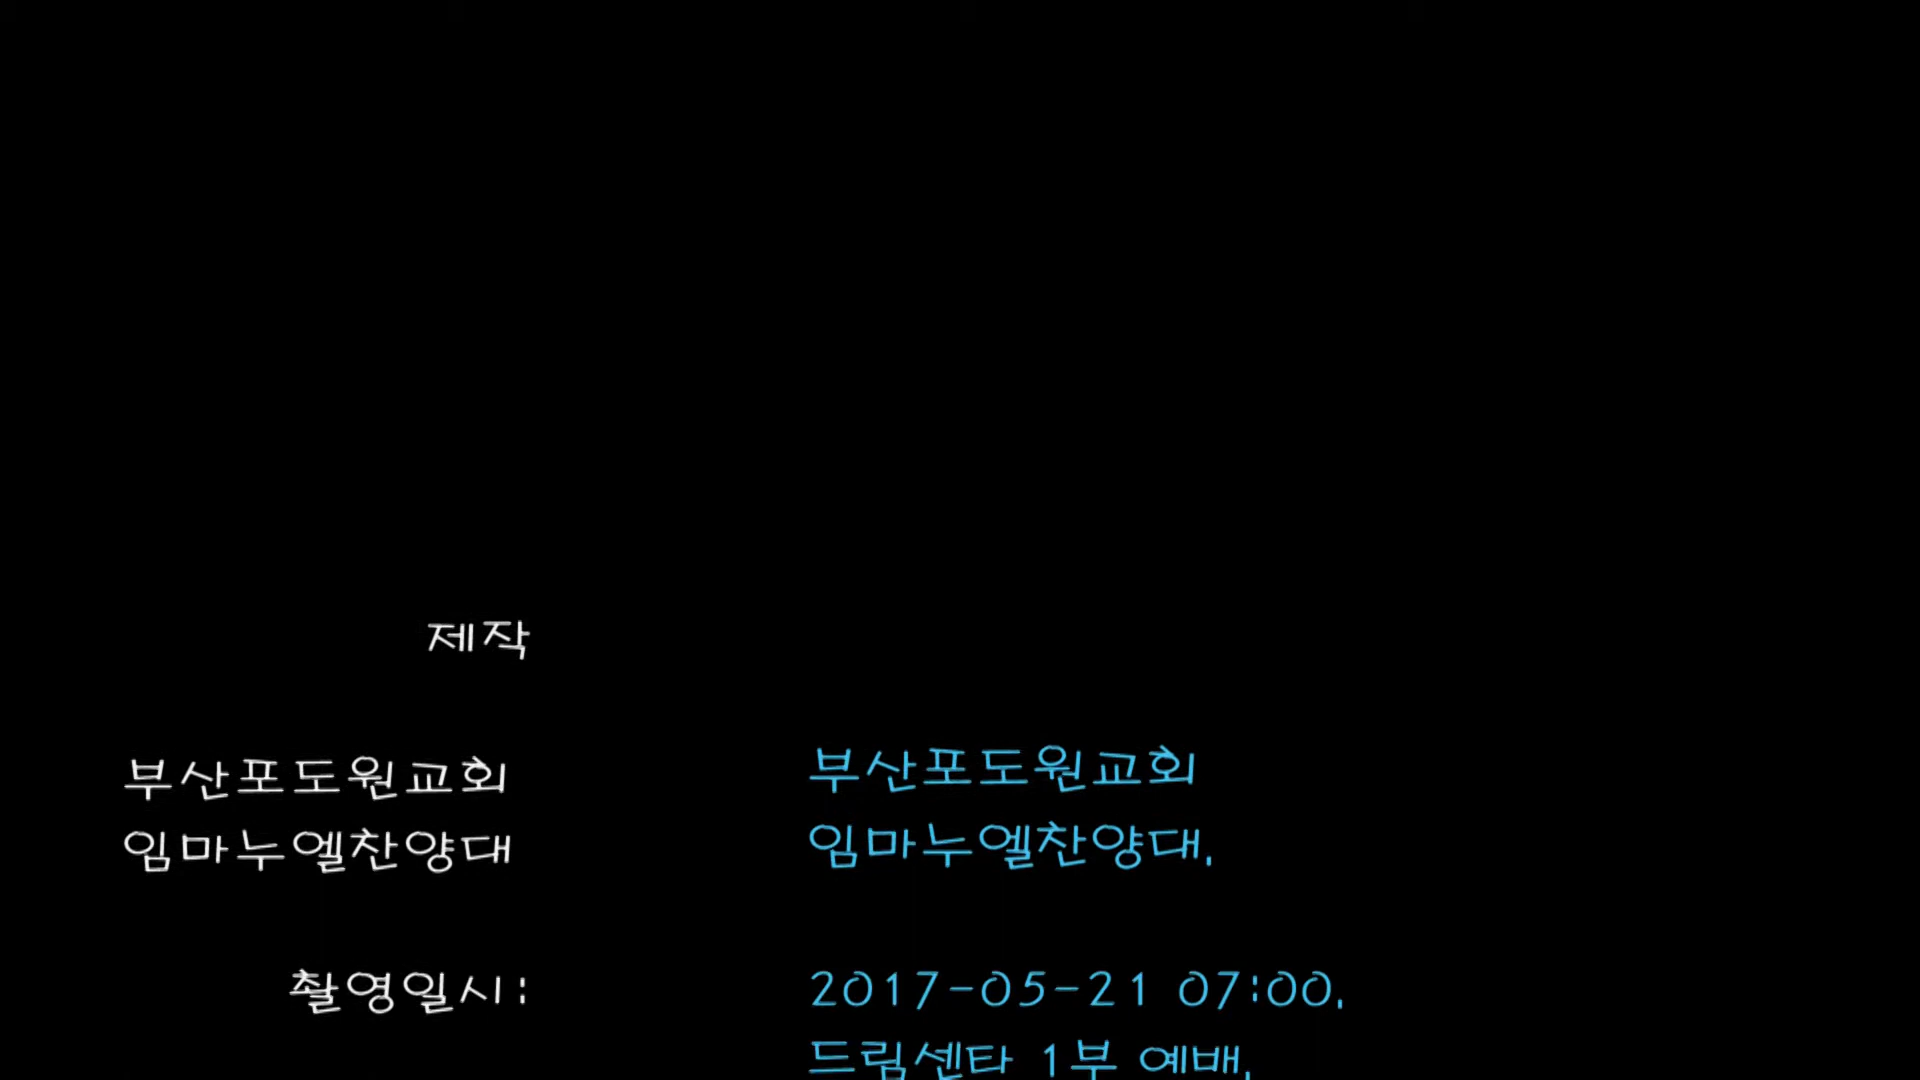 제작
부산포도원교회 부산포도원교회
임마누엘찬양대 임마누엘찬양대.
촬영일시: 2017-05-21 07:00.
드림센타 1부 예배.